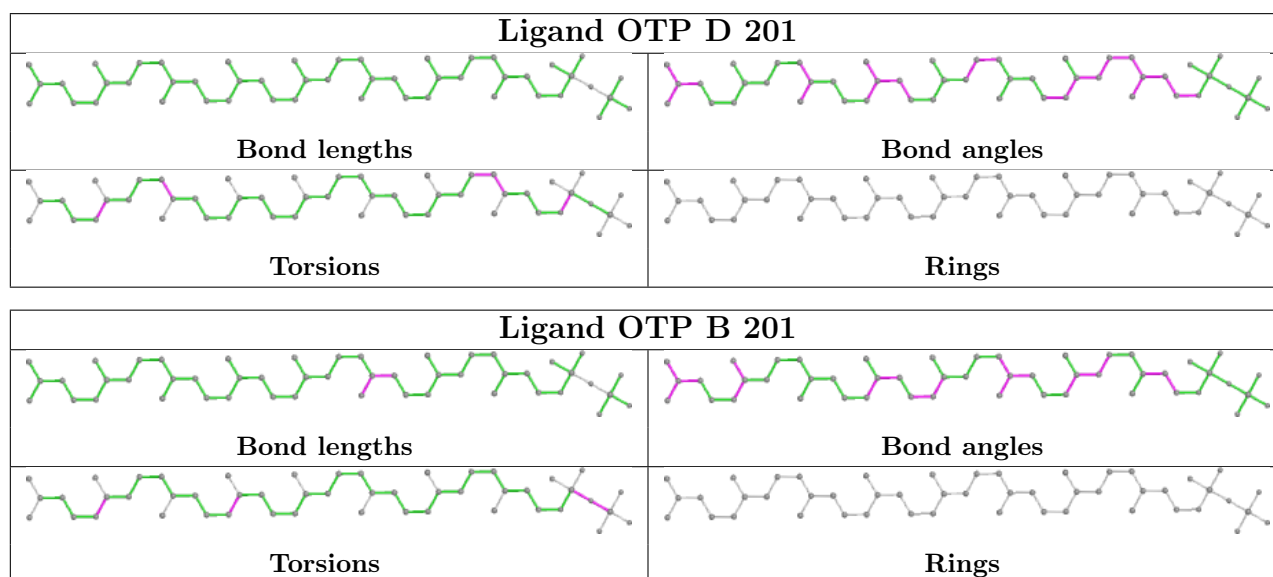 Ligand OTP D 201
Bond lengths
Bond angles
Torsions
Rings
Ligand OTP B 201
Bond lengths
Bond angles
Torsions
Rings